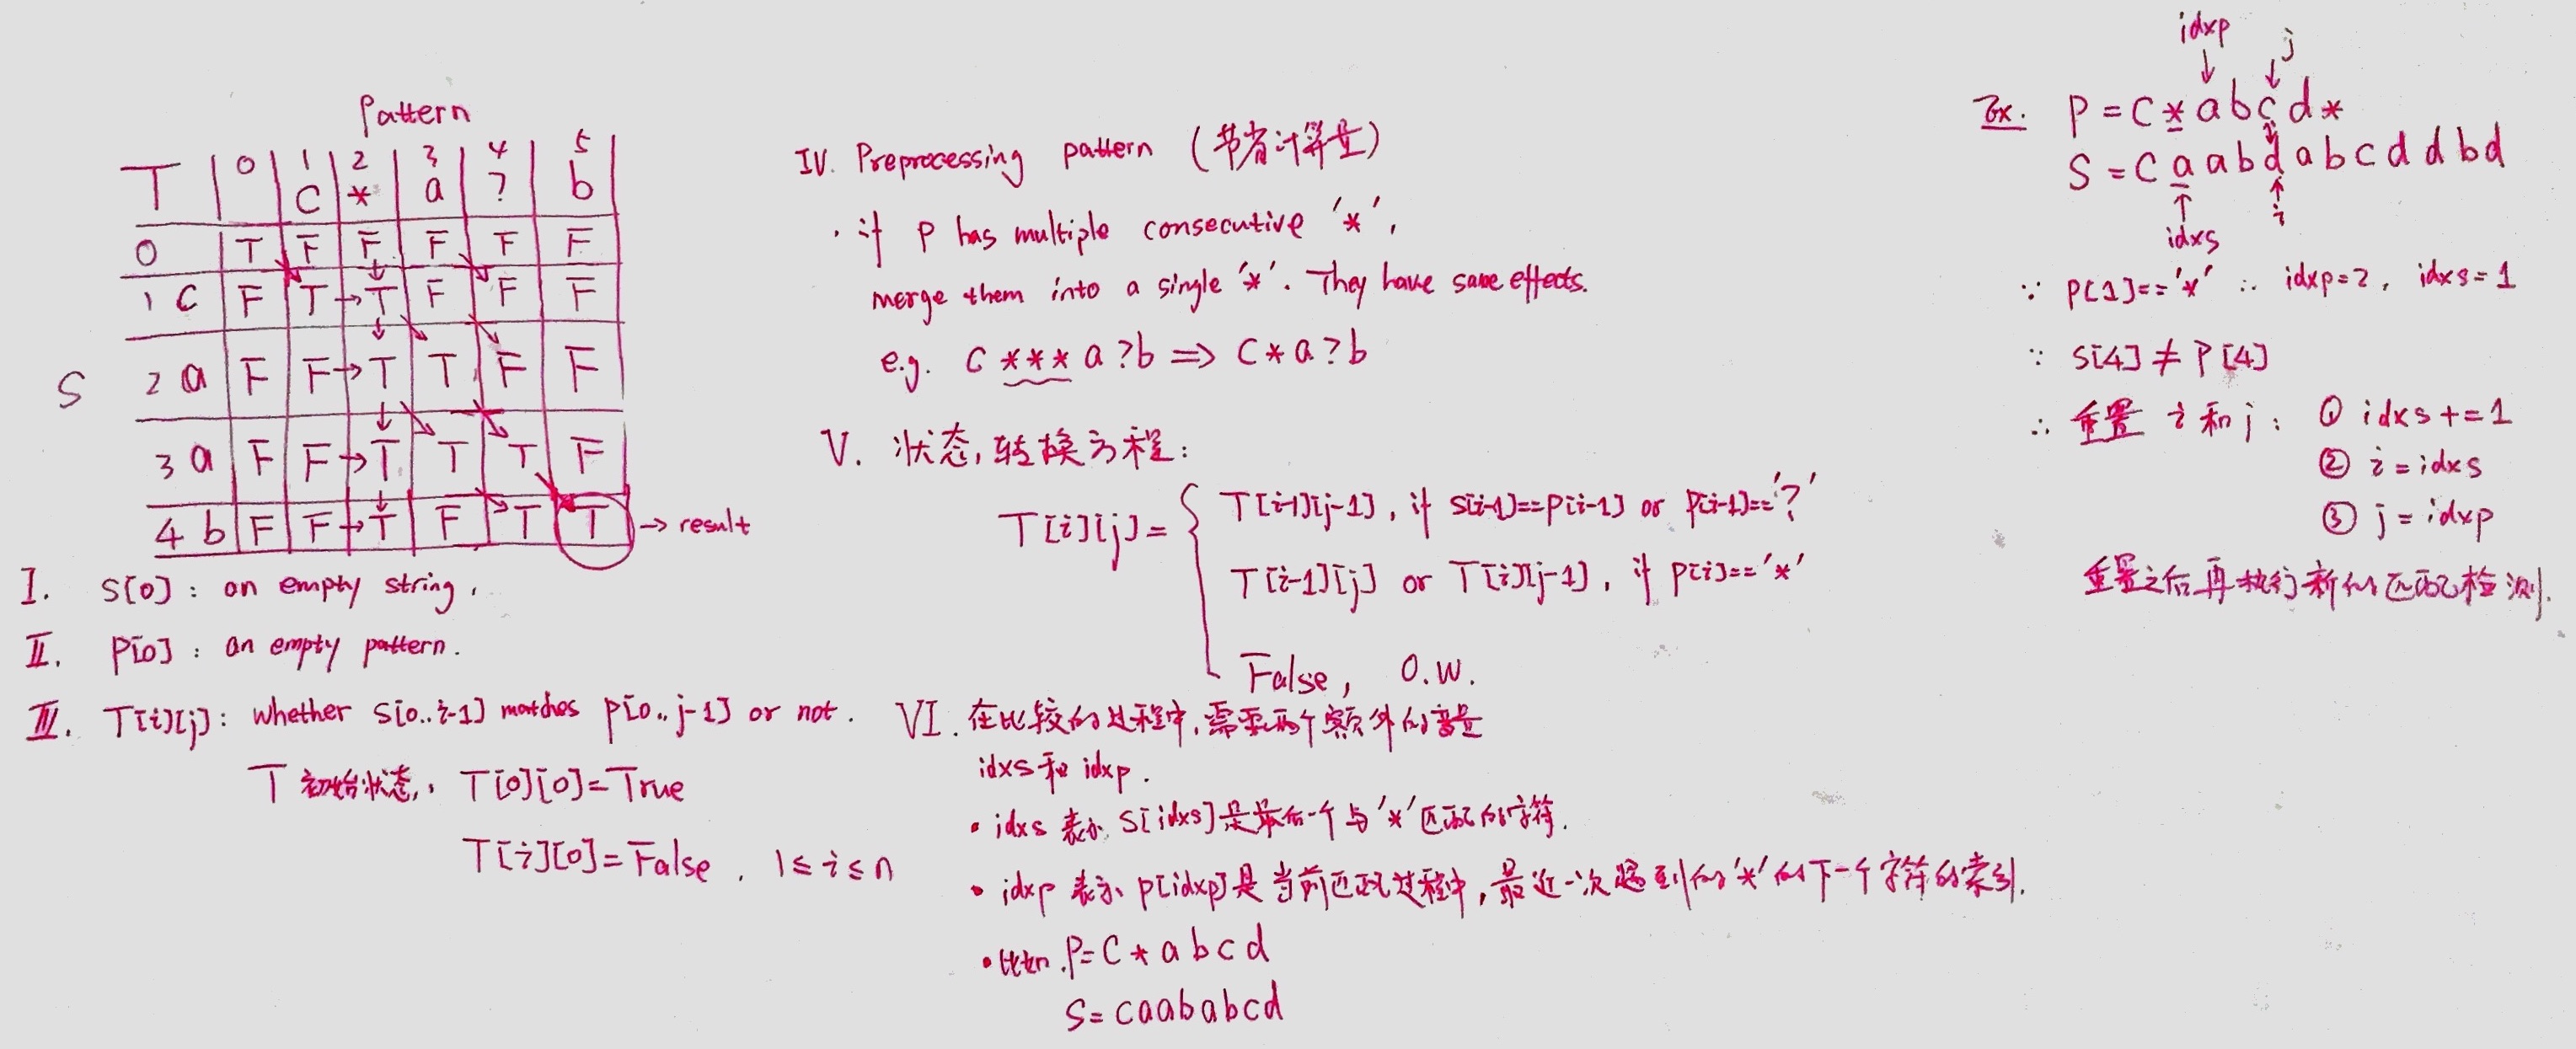 Pattern
T 0 1 2 3 4 5
C * a ? b
0 T F F F F F
1 C F T T F F F
S 2 a F F T T F F
3 a F F T T T F
4 b F F T F T T → result
I. S[0] : an empty string,
II. P[0] : an empty pattern.
III. T[i][j] : whether S[0..i-1] matches P[0..j-1] or not.
T 初始状态, T[0][0]=True
T[i][0]=False, 1≤i≤n
IV. Preprocessing pattern (节省计算量)
· if P has multiple consecutive '*',
merge them into a single '*'. They have same effects.
e.g. C***a?b ⇒ C*a?b
V. 状态转换方程:
T[i][j]= { T[i-1][j-1], if S[i-1]==P[i-1] or P[i-1]=='?'
T[i-1][j] or T[i][j-1], if P[i]=='*'
False, O.W.
VI. 在比较的过程中,需要两个额外的变量
idxs 和 idxp.
• idxs 表示 S[idxs]是最后一个与'*'匹配的字符.
• idxp 表示 P[idxp]是当前匹配过程中,最近一次遇到的'*'的下一个字符的索引.
• 比如 .P=C*abcd
S=caababcd
idxp j
Ex. P=C*abcd*
S=Caabdabcddbd
idxs i
∵ P[1]=='*' ∴ idxp=2, idxs=1
∵ S[4]≠P[4]
∴ 重置 i 和 j: ① idxs+=1
② i=idxs
③ j=idxp
重置之后再执行新的匹配检测.